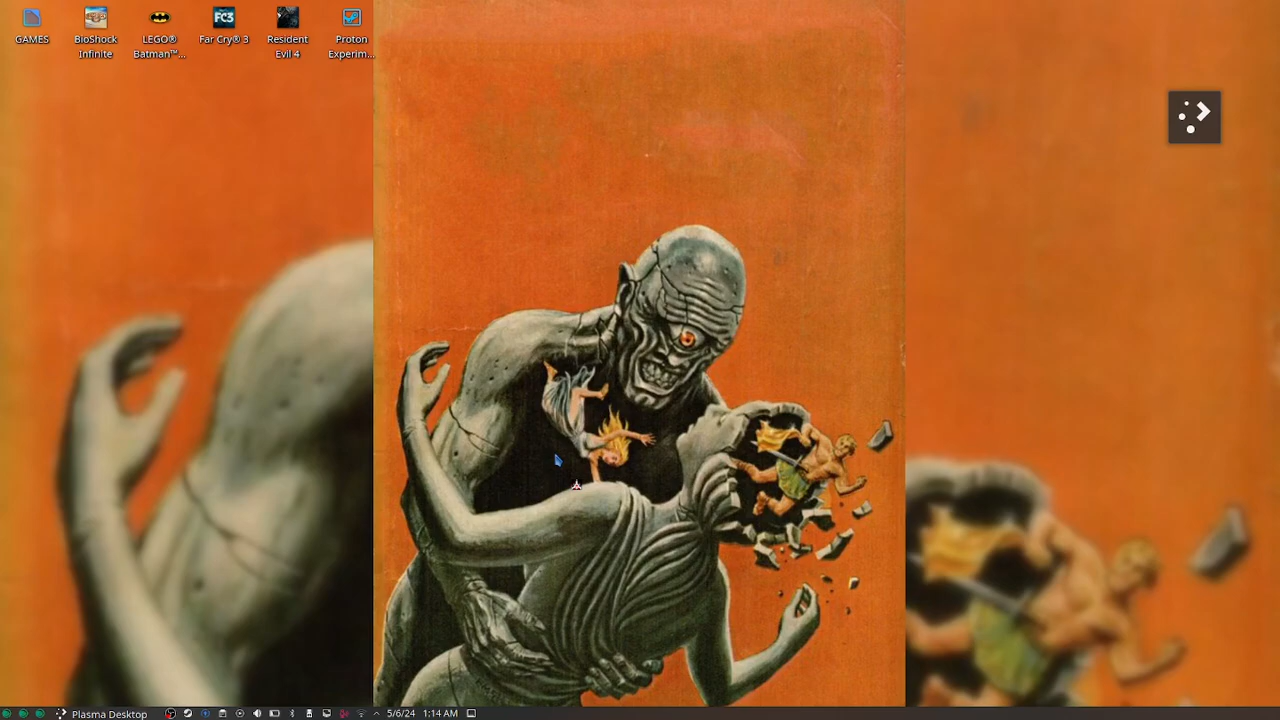 GAMES
BioShock
Infinite
LEGO®
Batman™...
Far Cry® 3
Resident
Evil 4
Proton
Experim...
FC3
Plasma Desktop
5/6/24
1:14 AM